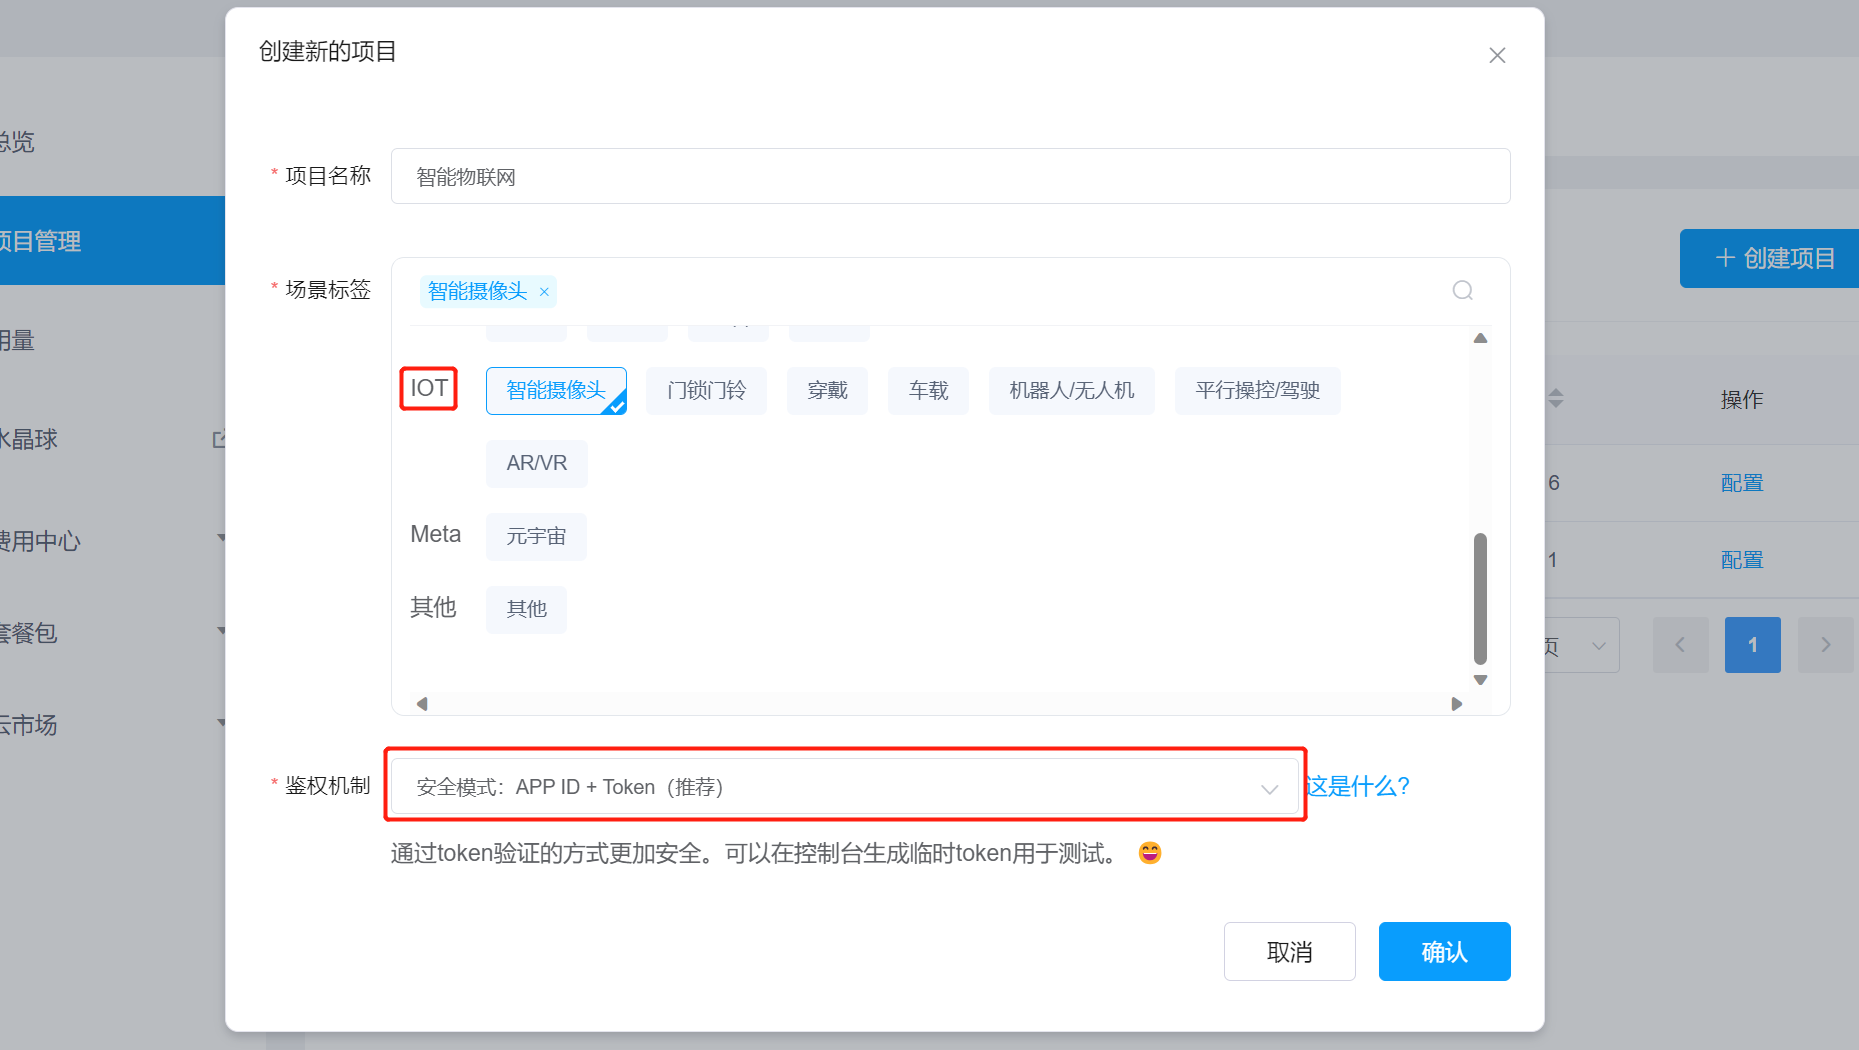 创建新的项目
总览
* 项目名称 智能物联网
项目管理
+ 创建项目
* 场景标签 智能摄像头 ×
用量
IOT 智能摄像头 门锁门铃 穿戴 车载 机器人/无人机 平行操控/驾驶
操作
水晶球
AR/VR
6 配置
Meta 元宇宙
费用中心
1 配置
其他 其他
套餐包
页 1
云市场
* 鉴权机制 安全模式：APP ID + Token（推荐） 这是什么?
通过token验证的方式更加安全。可以在控制台生成临时token用于测试。 😄
取消 确认